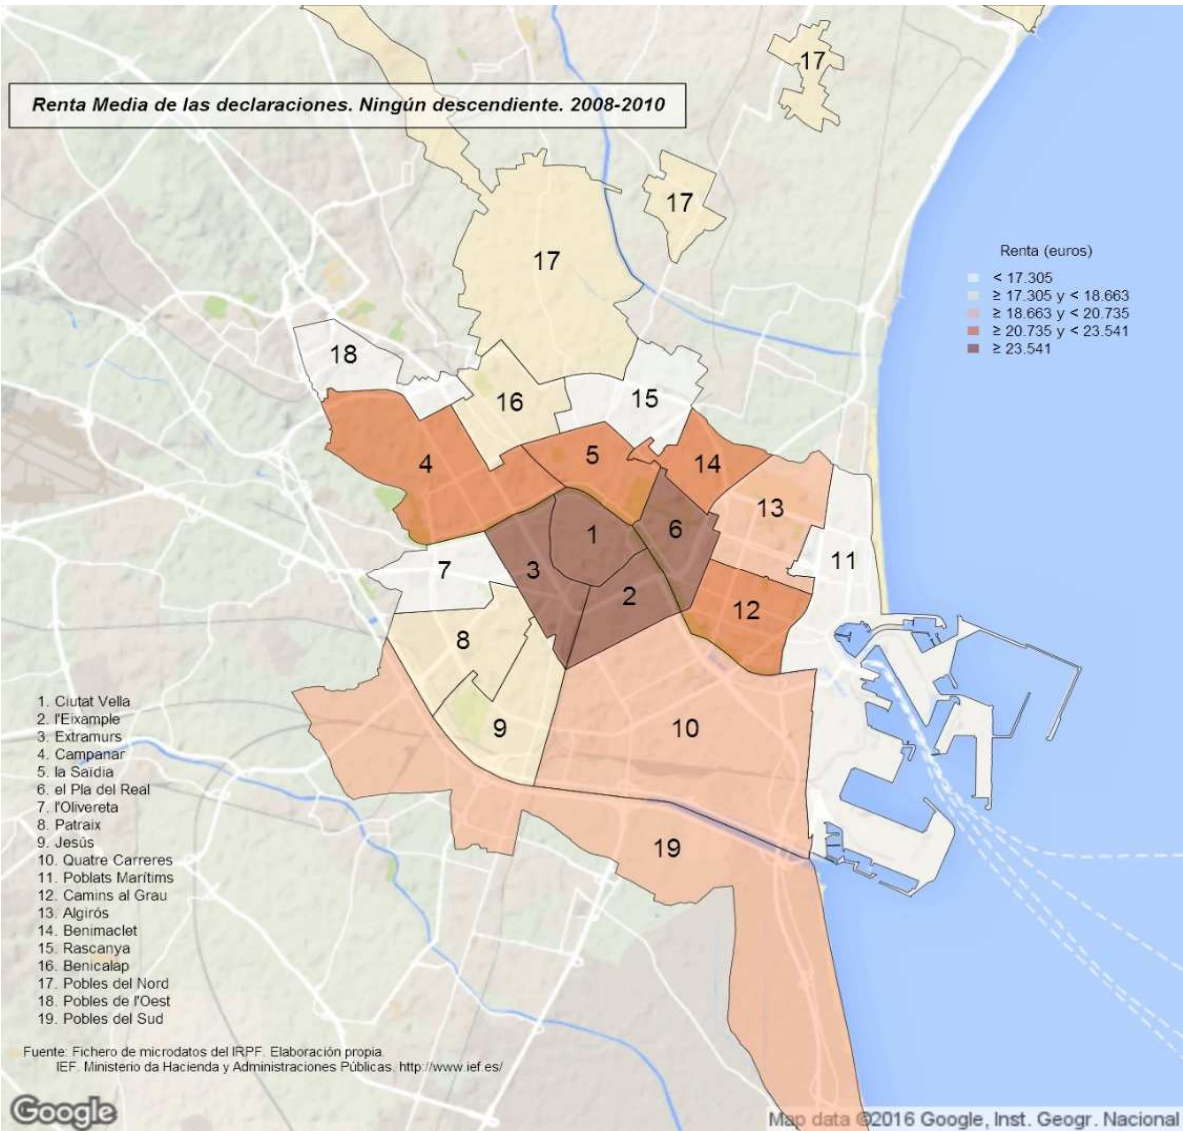 17
Renta Media de las declaraciones. Ningún descendiente. 2008-2010
17
17
Renta (euros)
< 17.305
≥ 17.305 y < 18.663
≥ 18.663 y < 20.735
≥ 20.735 y < 23.541
≥ 23.541
18
16
15
5
4
14
13
6
1
11
7
3
2
12
8
9
10
19
1. Ciutat Vella
2. l'Eixample
3. Extramurs
4. Campanar
5. la Saïdia
6. el Pla del Real
7. l'Olivereta
8. Patraix
9. Jesús
10. Quatre Carreres
11. Poblats Marítims
12. Camins al Grau
13. Algirós
14. Benimaclet
15. Rascanya
16. Benicalap
17. Pobles del Nord
18. Pobles de l'Oest
19. Pobles del Sud
Fuente: Fichero de microdatos del IRPF. Elaboración propia.
IEF. Ministerio da Hacienda y Administraciones Públicas. http://www.ief.es/
Google
Map data ©2016 Google, Inst. Geogr. Nacional